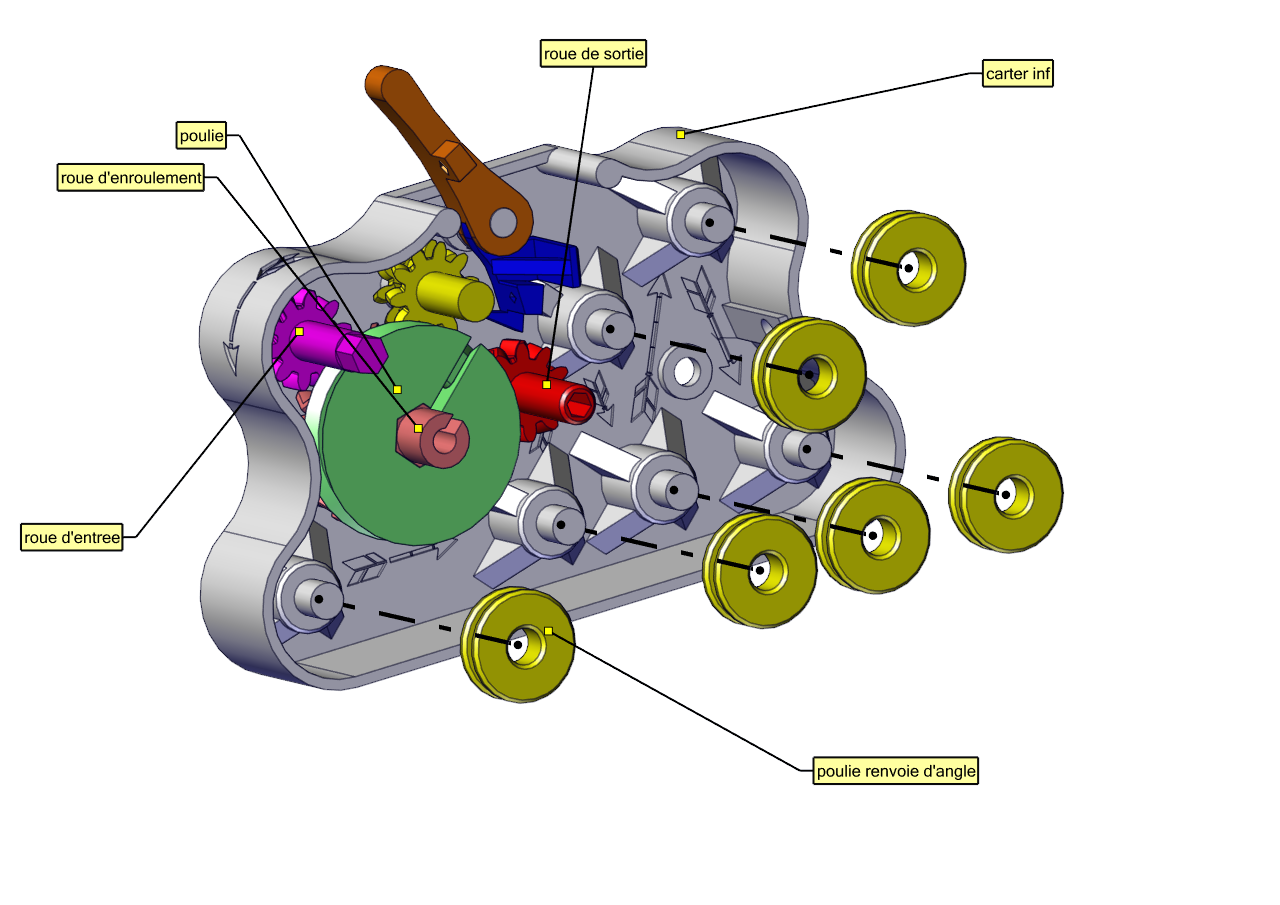 roue de sortie
carter inf
poulie
roue d'enroulement
roue d'entree
poulie renvoie d'angle